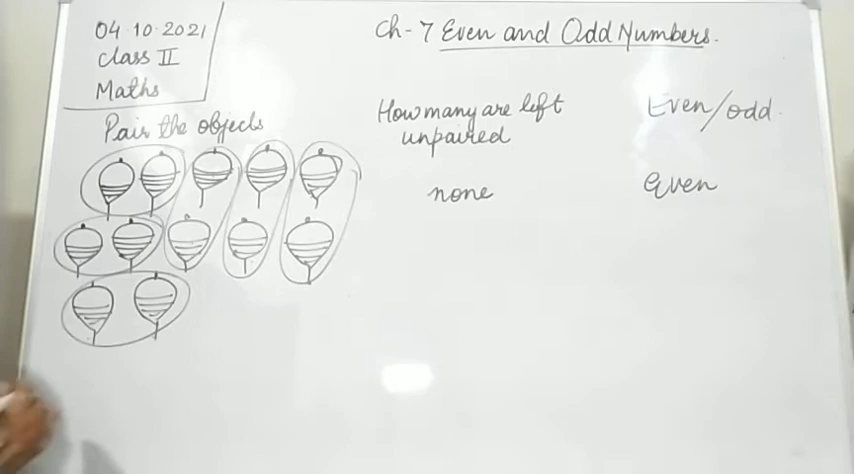 04.10.2021
Class II
Maths
Ch-7 Even and Odd Numbers.
Pair the objects
How many are left
unpaired
Even/odd.
none
Even